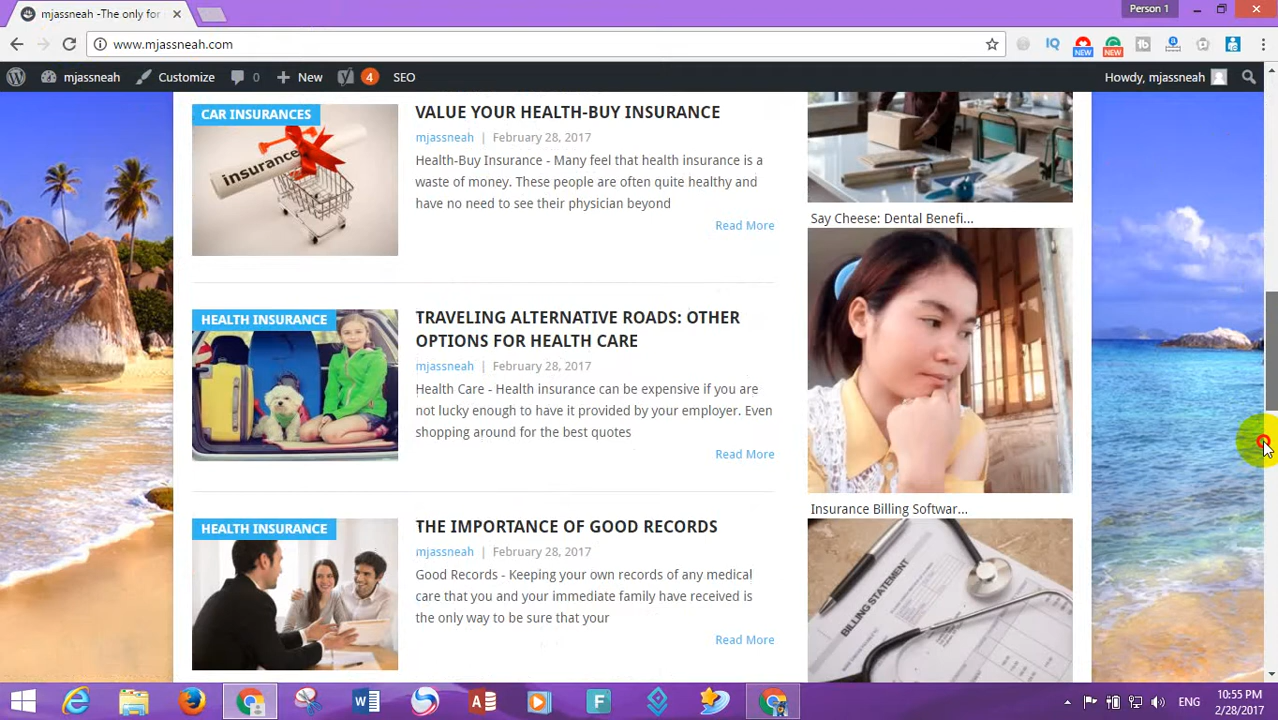 mjassneah -The only for
Person 1
www.mjassneah.com
NEW
NEW
mjassneah
Customize
0
New
4
SEO
Howdy, mjassneah
CAR INSURANCES
insurance
VALUE YOUR HEALTH-BUY INSURANCE
mjassneah | February 28, 2017
Health-Buy Insurance - Many feel that health insurance is a
waste of money. These people are often quite healthy and
have no need to see their physician beyond
Read More
HEALTH INSURANCE
TRAVELING ALTERNATIVE ROADS: OTHER
OPTIONS FOR HEALTH CARE
mjassneah | February 28, 2017
Health Care - Health insurance can be expensive if you are
not lucky enough to have it provided by your employer. Even
shopping around for the best quotes
Read More
HEALTH INSURANCE
THE IMPORTANCE OF GOOD RECORDS
mjassneah | February 28, 2017
Good Records - Keeping your own records of any medical
care that you and your immediate family have received is
the only way to be sure that your
Read More
Say Cheese: Dental Benefi...
Insurance Billing Softwar...
BILLING STATEMENT
ENG
10:55 PM
2/28/2017